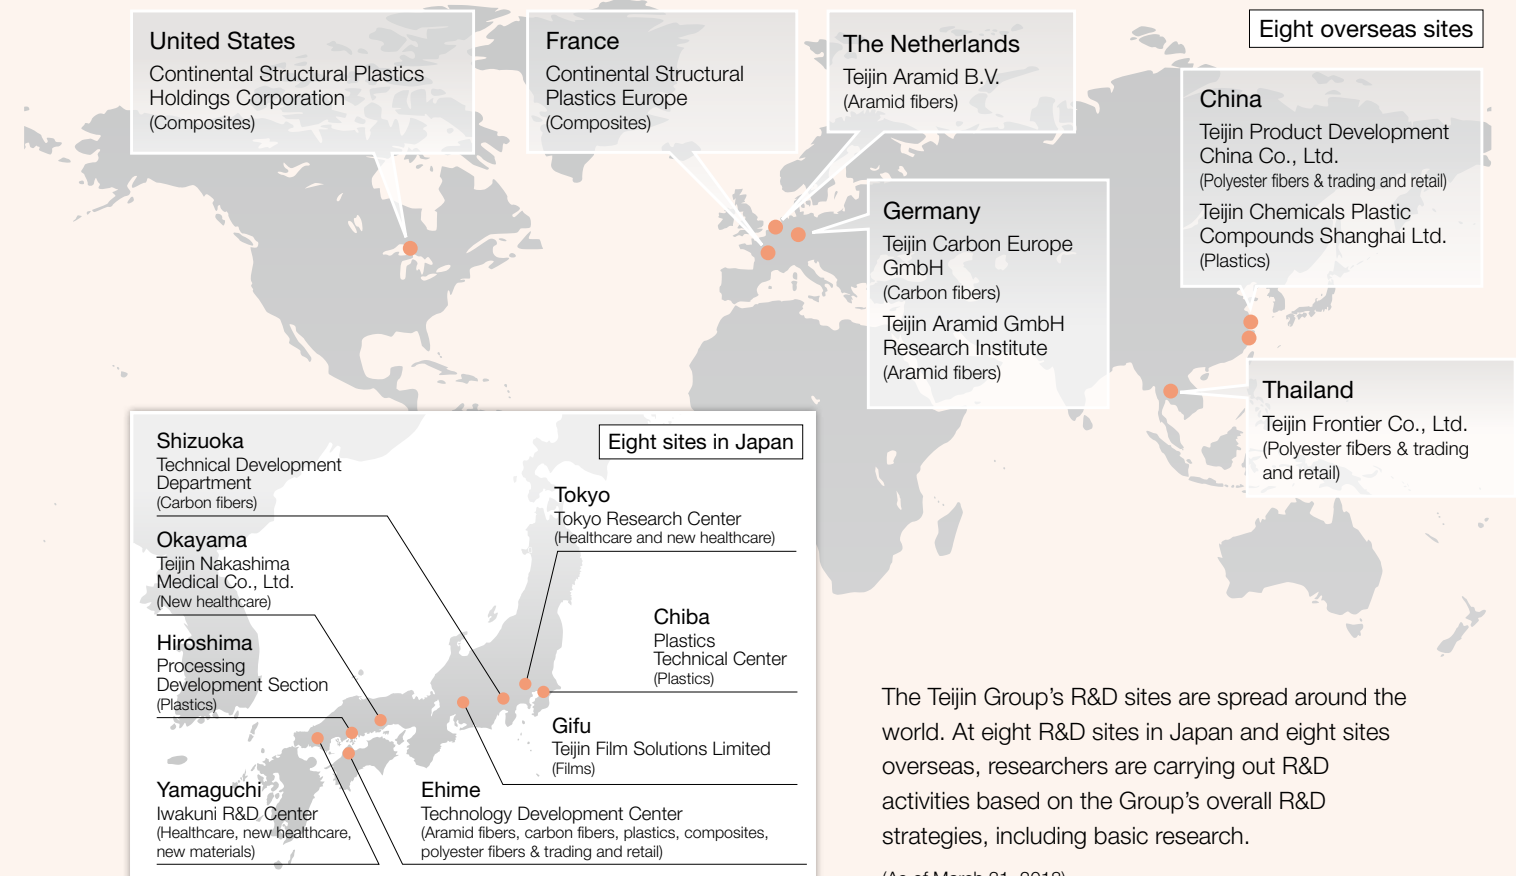 Eight overseas sites
United States
Continental Structural Plastics
Holdings Corporation
(Composites)
France
Continental Structural
Plastics Europe
(Composites)
The Netherlands
Teijin Aramid B.V.
(Aramid fibers)
Germany
Teijin Carbon Europe
GmbH
(Carbon fibers)
Teijin Aramid GmbH
Research Institute
(Aramid fibers)
China
Teijin Product Development
China Co., Ltd.
(Polyester fibers & trading and retail)
Teijin Chemicals Plastic
Compounds Shanghai Ltd.
(Plastics)
Thailand
Teijin Frontier Co., Ltd.
(Polyester fibers & trading
and retail)
Eight sites in Japan
Shizuoka
Technical Development
Department
(Carbon fibers)
Okayama
Teijin Nakashima
Medical Co., Ltd.
(New healthcare)
Hiroshima
Processing
Development Section
(Plastics)
Yamaguchi
Iwakuni R&D Center
(Healthcare, new healthcare,
new materials)
Tokyo
Tokyo Research Center
(Healthcare and new healthcare)
Chiba
Plastics
Technical Center
(Plastics)
Gifu
Teijin Film Solutions Limited
(Films)
Ehime
Technology Development Center
(Aramid fibers, carbon fibers, plastics, composites,
polyester fibers & trading and retail)
The Teijin Group's R&D sites are spread around the
world. At eight R&D sites in Japan and eight sites
overseas, researchers are carrying out R&D
activities based on the Group's overall R&D
strategies, including basic research.
(As of March 31, 2018)